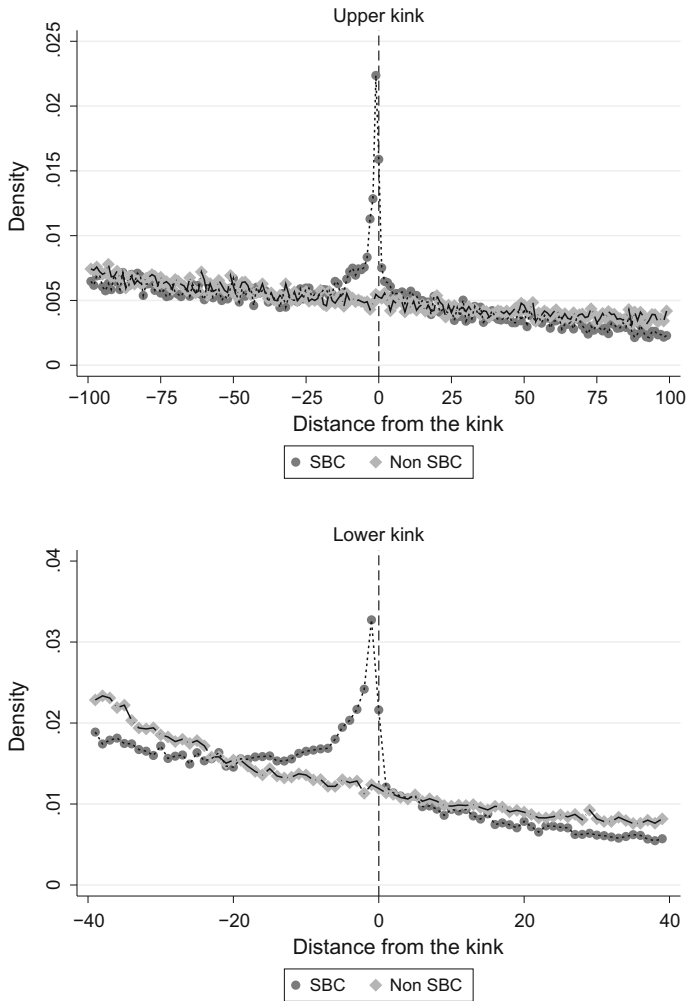 Upper kink
.025
.02
.015
.01
.005
0
Density
−100 −75 −50 −25 0 25 50 75 100
Distance from the kink
SBC Non SBC
Lower kink
.04
.03
.02
.01
0
Density
−40 −20 0 20 40
Distance from the kink
SBC Non SBC